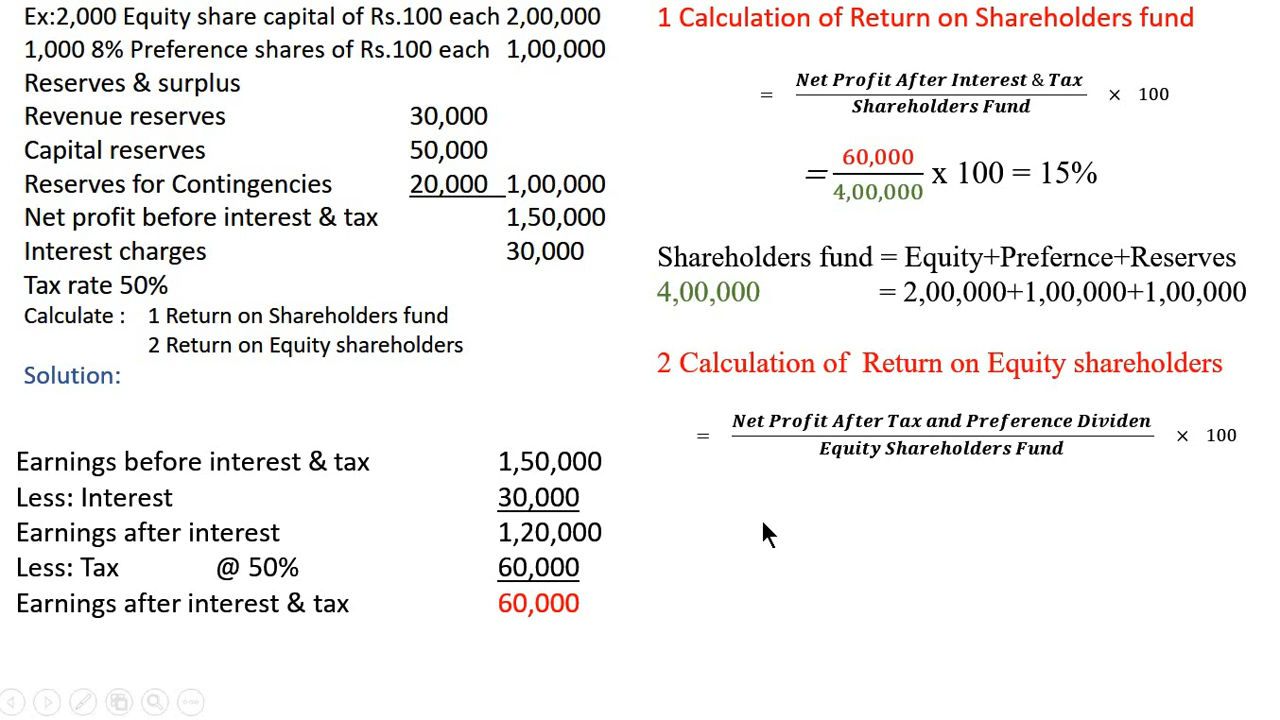 Ex:2,000 Equity share capital of Rs.100 each 2,00,000
1,000 8% Preference shares of Rs.100 each 1,00,000
Reserves & surplus
Revenue reserves 30,000
Capital reserves 50,000
Reserves for Contingencies 20,000 1,00,000
Net profit before interest & tax 1,50,000
Interest charges 30,000
Tax rate 50%
Calculate : 1 Return on Shareholders fund
2 Return on Equity shareholders
Solution:
Earnings before interest & tax 1,50,000
Less: Interest 30,000
Earnings after interest 1,20,000
Less: Tax @ 50% 60,000
Earnings after interest & tax 60,000
1 Calculation of Return on Shareholders fund
Net Profit After Interest & Tax
= × 100
Shareholders Fund
60,000
= x 100 = 15%
4,00,000
Shareholders fund = Equity+Prefernce+Reserves
4,00,000 = 2,00,000+1,00,000+1,00,000
2 Calculation of Return on Equity shareholders
Net Profit After Tax and Preference Dividen
= × 100
Equity Shareholders Fund